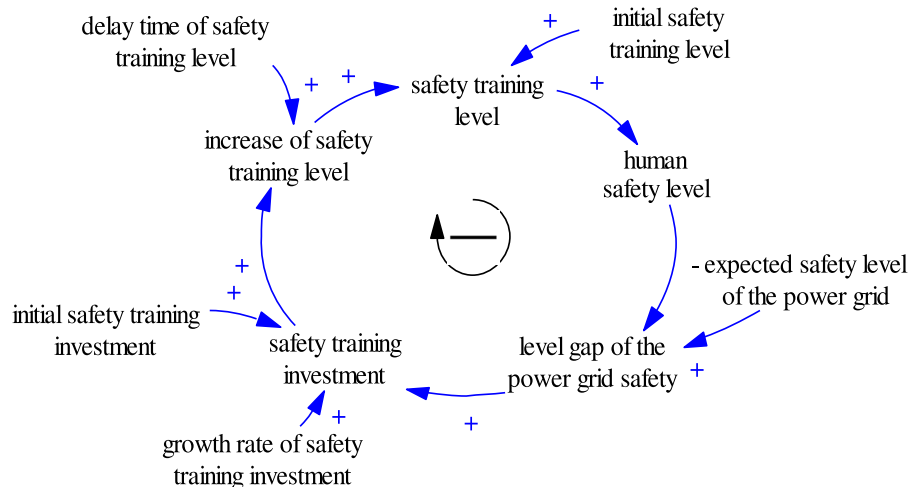 delay time of safety
training level
+
+
initial safety
training level
+
safety training
level
+
increase of safety
training level
human
safety level
- expected safety level
of the power grid
+
+
initial safety training
investment
safety training
investment
level gap of the
power grid safety
+
+
+
growth rate of safety
training investment